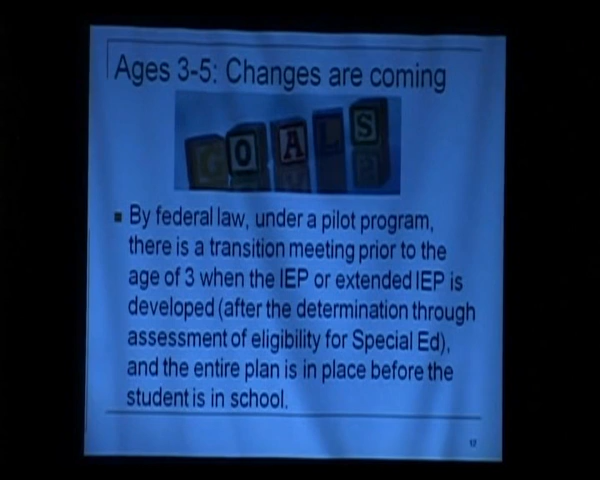 Ages 3-5: Changes are coming
GOALS
By federal law, under a pilot program,
there is a transition meeting prior to the
age of 3 when the IEP or extended IEP is
developed (after the determination through
assessment of eligibility for Special Ed),
and the entire plan is in place before the
student is in school.